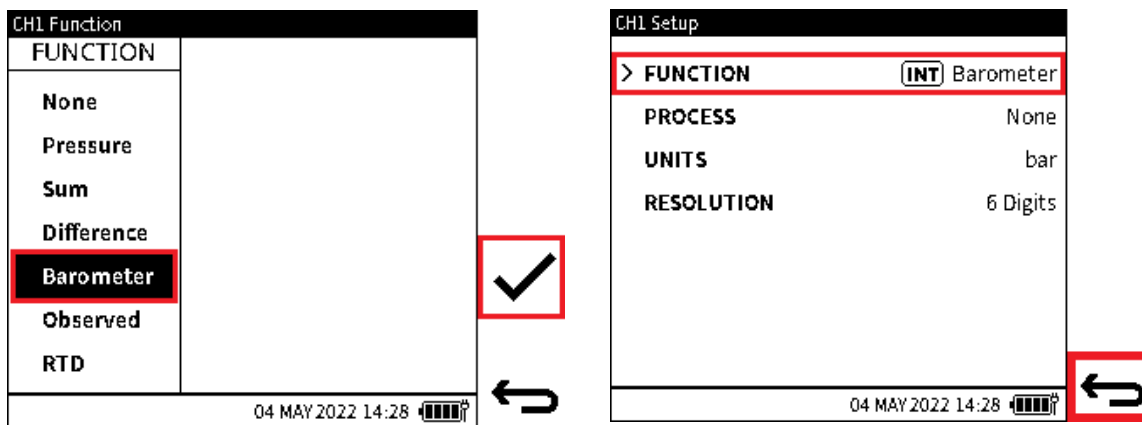 CH1 Function
FUNCTION
None
Pressure
Sum
Difference
Barometer
Observed
RTD
04 MAY 2022 14:28
CH1 Setup
> FUNCTION INT Barometer
PROCESS None
UNITS bar
RESOLUTION 6 Digits
04 MAY 2022 14:28